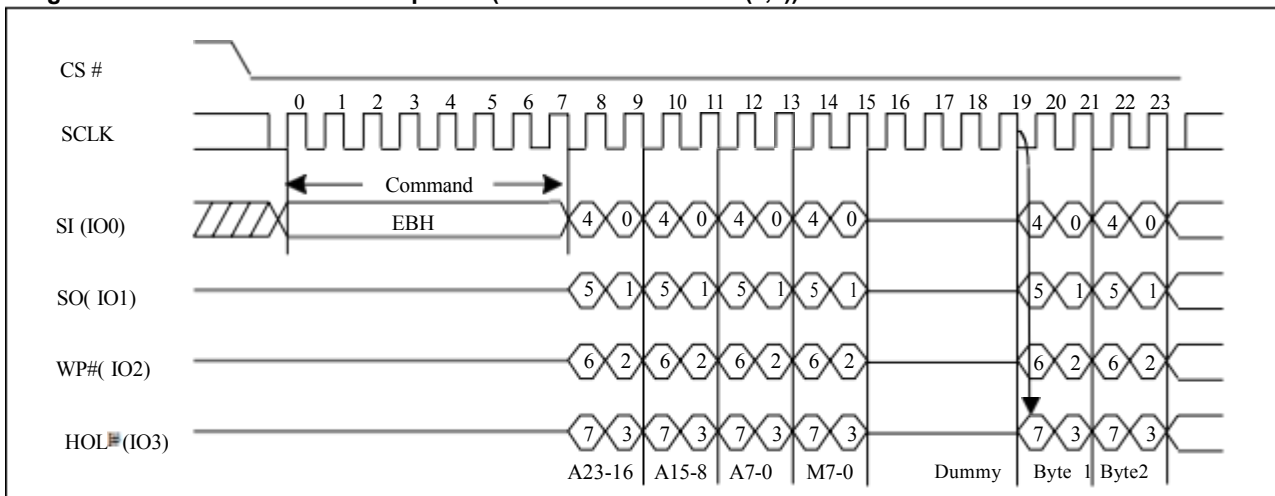 CS #
0 1 2 3 4 5 6 7 8 9 10 11 12 13 14 15 16 17 18 19 20 21 22 23
SCLK
Command
SI (IO0)
EBH
4 0 4 0 4 0 4 0 4 0 4 0
SO( IO1)
5 1 5 1 5 1 5 1 5 1 5 1
WP#( IO2)
6 2 6 2 6 2 6 2 6 2 6 2
(IO3)
7 3 7 3 7 3 7 3 7 3 7 3
A23-16 A15-8 A7-0 M7-0 Dummy Byte 1 Byte2